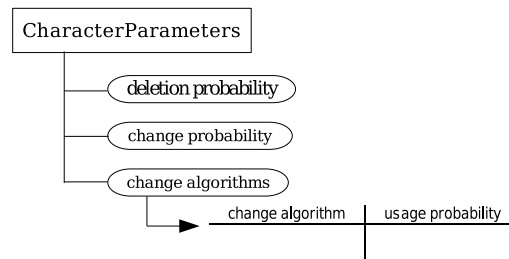 CharacterParameters
deletion probability
change probability
change algorithms
change algorithm usage probability